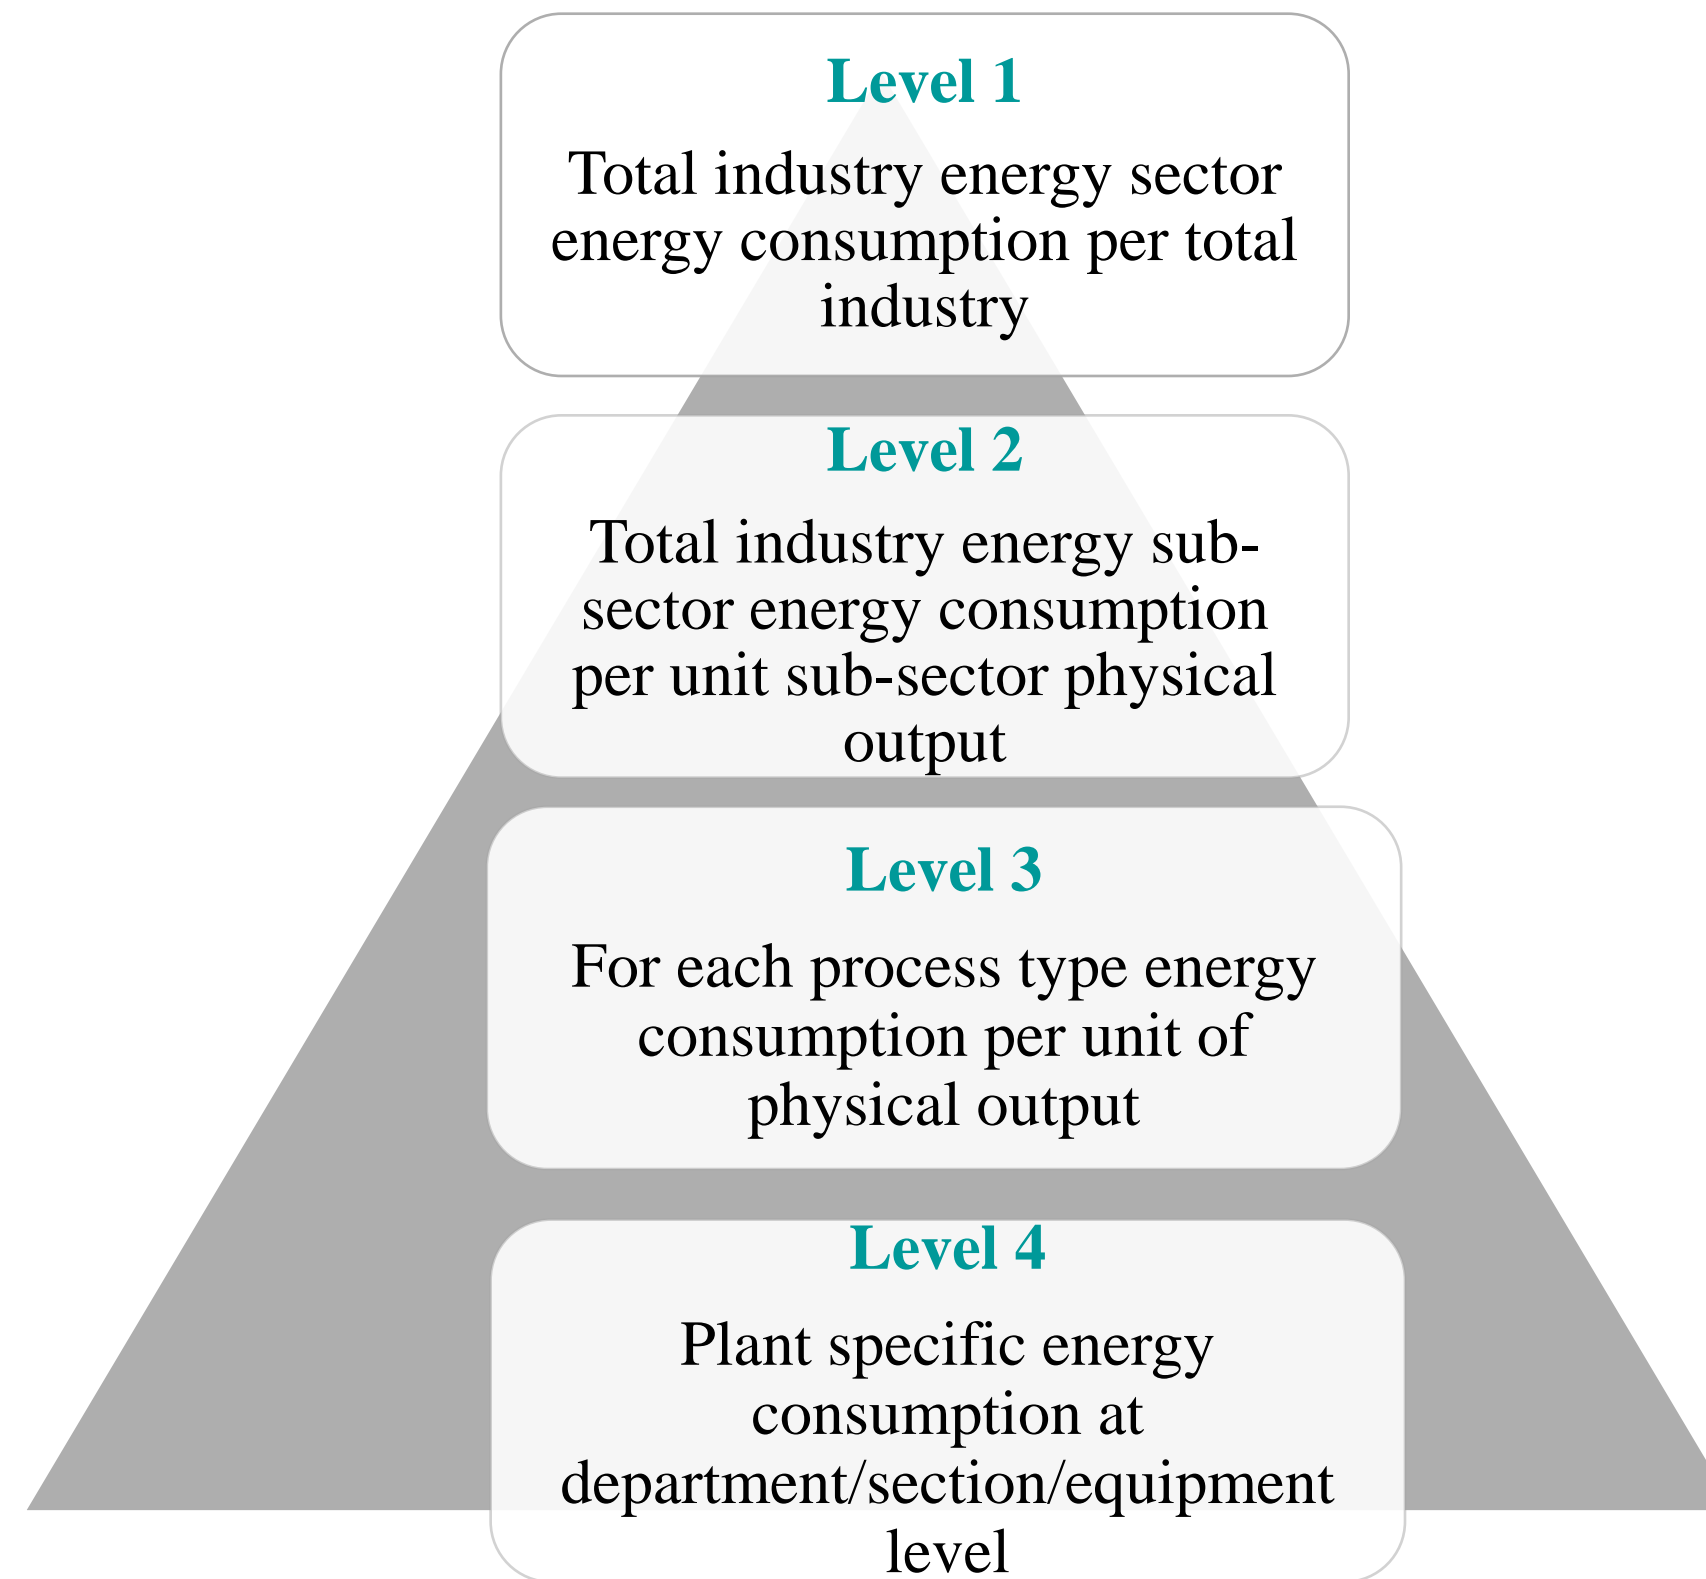 Level 1
Total industry energy sector
energy consumption per total
industry
Level 2
Total industry energy sub-
sector energy consumption
per unit sub-sector physical
output
Level 3
For each process type energy
consumption per unit of
physical output
Level 4
Plant specific energy
consumption at
department/section/equipment
level